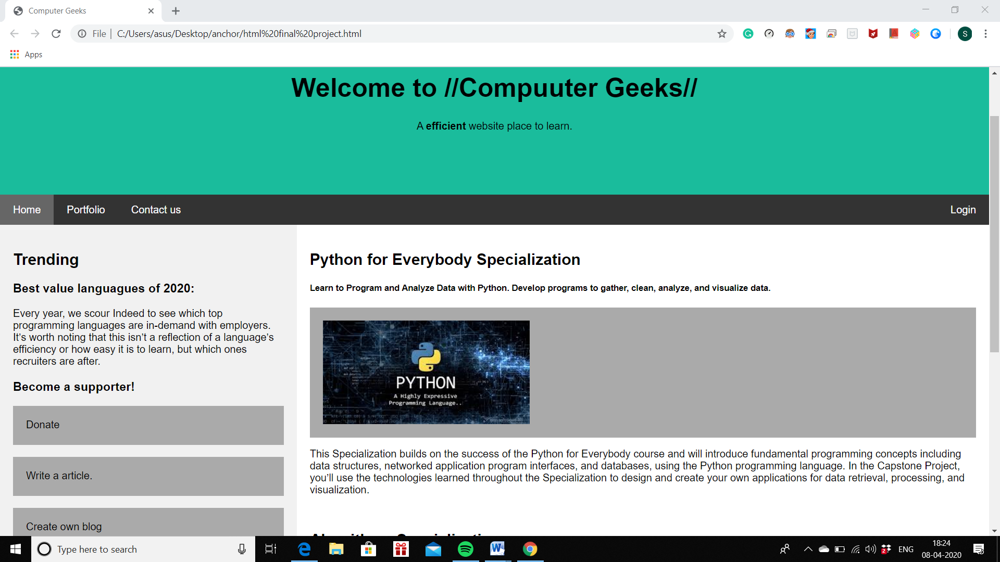 Computer Geeks
File
C:/Users/asus/Desktop/anchor/html%20final%20project.html
S
Apps
Welcome to //Compuuter Geeks//
A efficient website place to learn.
Home Portfolio Contact us Login
Trending
Best value languagues of 2020:
Every year, we scour Indeed to see which top
programming languages are in-demand with employers.
It’s worth noting that this isn’t a reflection of a language’s
efficiency or how easy it is to learn, but which ones
recruiters are after.
Become a supporter!
Donate
Write a article.
Create own blog
Python for Everybody Specialization
Learn to Program and Analyze Data with Python. Develop programs to gather, clean, analyze, and visualize data.
PYTHON
A Highly Expressive
Programming Language..
This Specialization builds on the success of the Python for Everybody course and will introduce fundamental programming concepts including
data structures, networked application program interfaces, and databases, using the Python programming language. In the Capstone Project,
you’ll use the technologies learned throughout the Specialization to design and create your own applications for data retrieval, processing, and
visualization.
Type here to search
ENG
18:24
08-04-2020